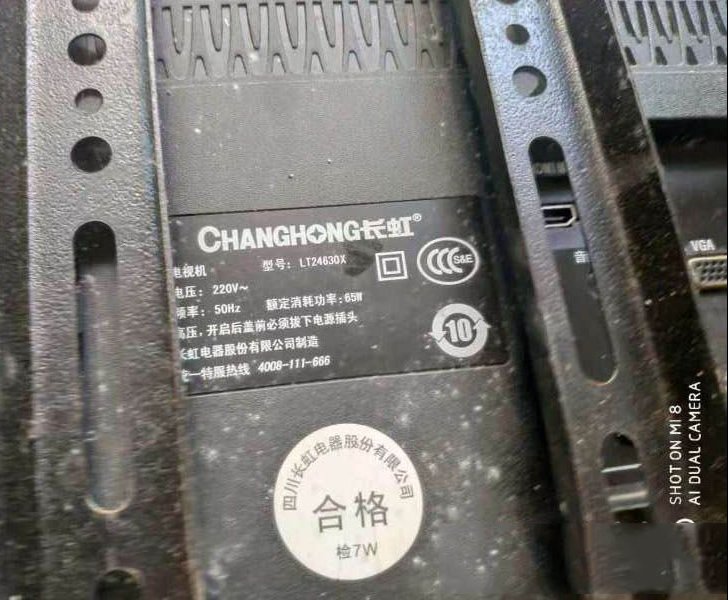 CHANGHONG长虹®
电视机 型号: LT24630X
电压: 220V~
频率: 50Hz 额定消耗功率: 65W
高压,开启后盖前必须拔下电源插头
长虹电器股份有限公司制造
一特服热线 4008-111-666
CCC S&E
10
四川长虹电器股份有限公司
合格
检7W
音
VGA
SHOT ON MI 8
AI DUAL CAMERA